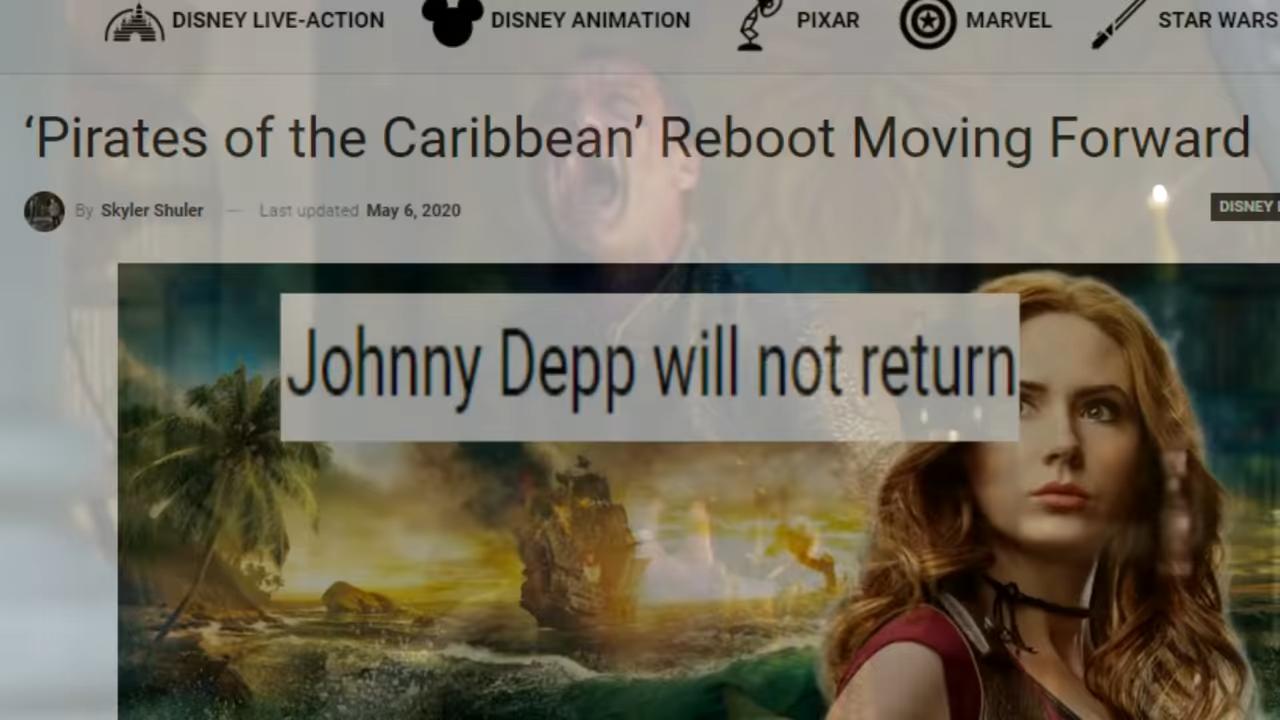 DISNEY LIVE-ACTION DISNEY ANIMATION PIXAR MARVEL STAR WARS
‘Pirates of the Caribbean’ Reboot Moving Forward
By Skyler Shuler — Last updated May 6, 2020
DISNEY
Johnny Depp will not return